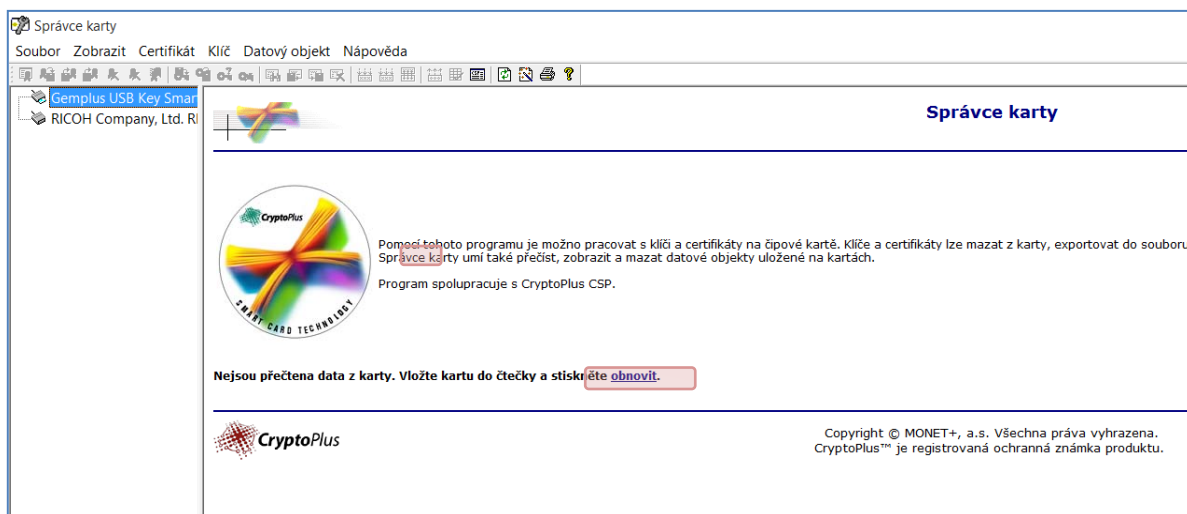 Správce karty
Soubor Zobrazit Certifikát Klíč Datový objekt Nápověda
Gemplus USB Key Smar
RICOH Company, Ltd. RI
Správce karty
CryptoPlus
SMART CARD TECHNOLOGY
Pomocí tohoto programu je možno pracovat s klíči a certifikáty na čipové kartě. Klíče a certifikáty lze mazat z karty, exportovat do souboru
Správce karty umí také přečíst, zobrazit a mazat datové objekty uložené na kartách.
Program spolupracuje s CryptoPlus CSP.
Nejsou přečtena data z karty. Vložte kartu do čtečky a stiskněte obnovit.
CryptoPlus
Copyright © MONET+, a.s. Všechna práva vyhrazena.
CryptoPlus™ je registrovaná ochranná známka produktu.